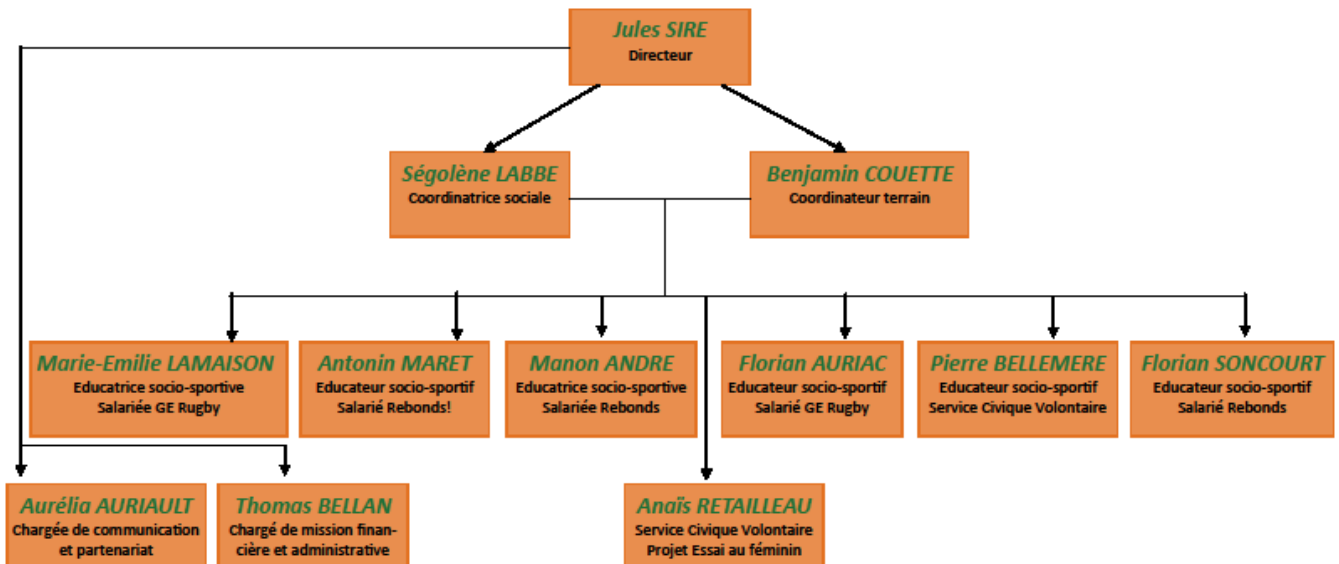 Jules SIRE
Directeur
Ségolène LABBE
Coordinatrice sociale
Benjamin COUETTE
Coordinateur terrain
Marie-Emilie LAMAISON
Educatrice socio-sportive
Salariée GE Rugby
Antonin MARET
Educateur socio-sportif
Salarié Rebonds!
Manon ANDRE
Educatrice socio-sportive
Salariée Rebonds
Florian AURIAC
Educateur socio-sportif
Salarié GE Rugby
Pierre BELLEMERE
Educateur socio-sportif
Service Civique Volontaire
Florian SONCOURT
Educateur socio-sportif
Salarié Rebonds
Aurélia AURIAULT
Chargée de communication
et partenariat
Thomas BELLAN
Chargé de mission finan-
cière et administrative
Anaïs RETAILLEAU
Service Civique Volontaire
Projet Essai au féminin